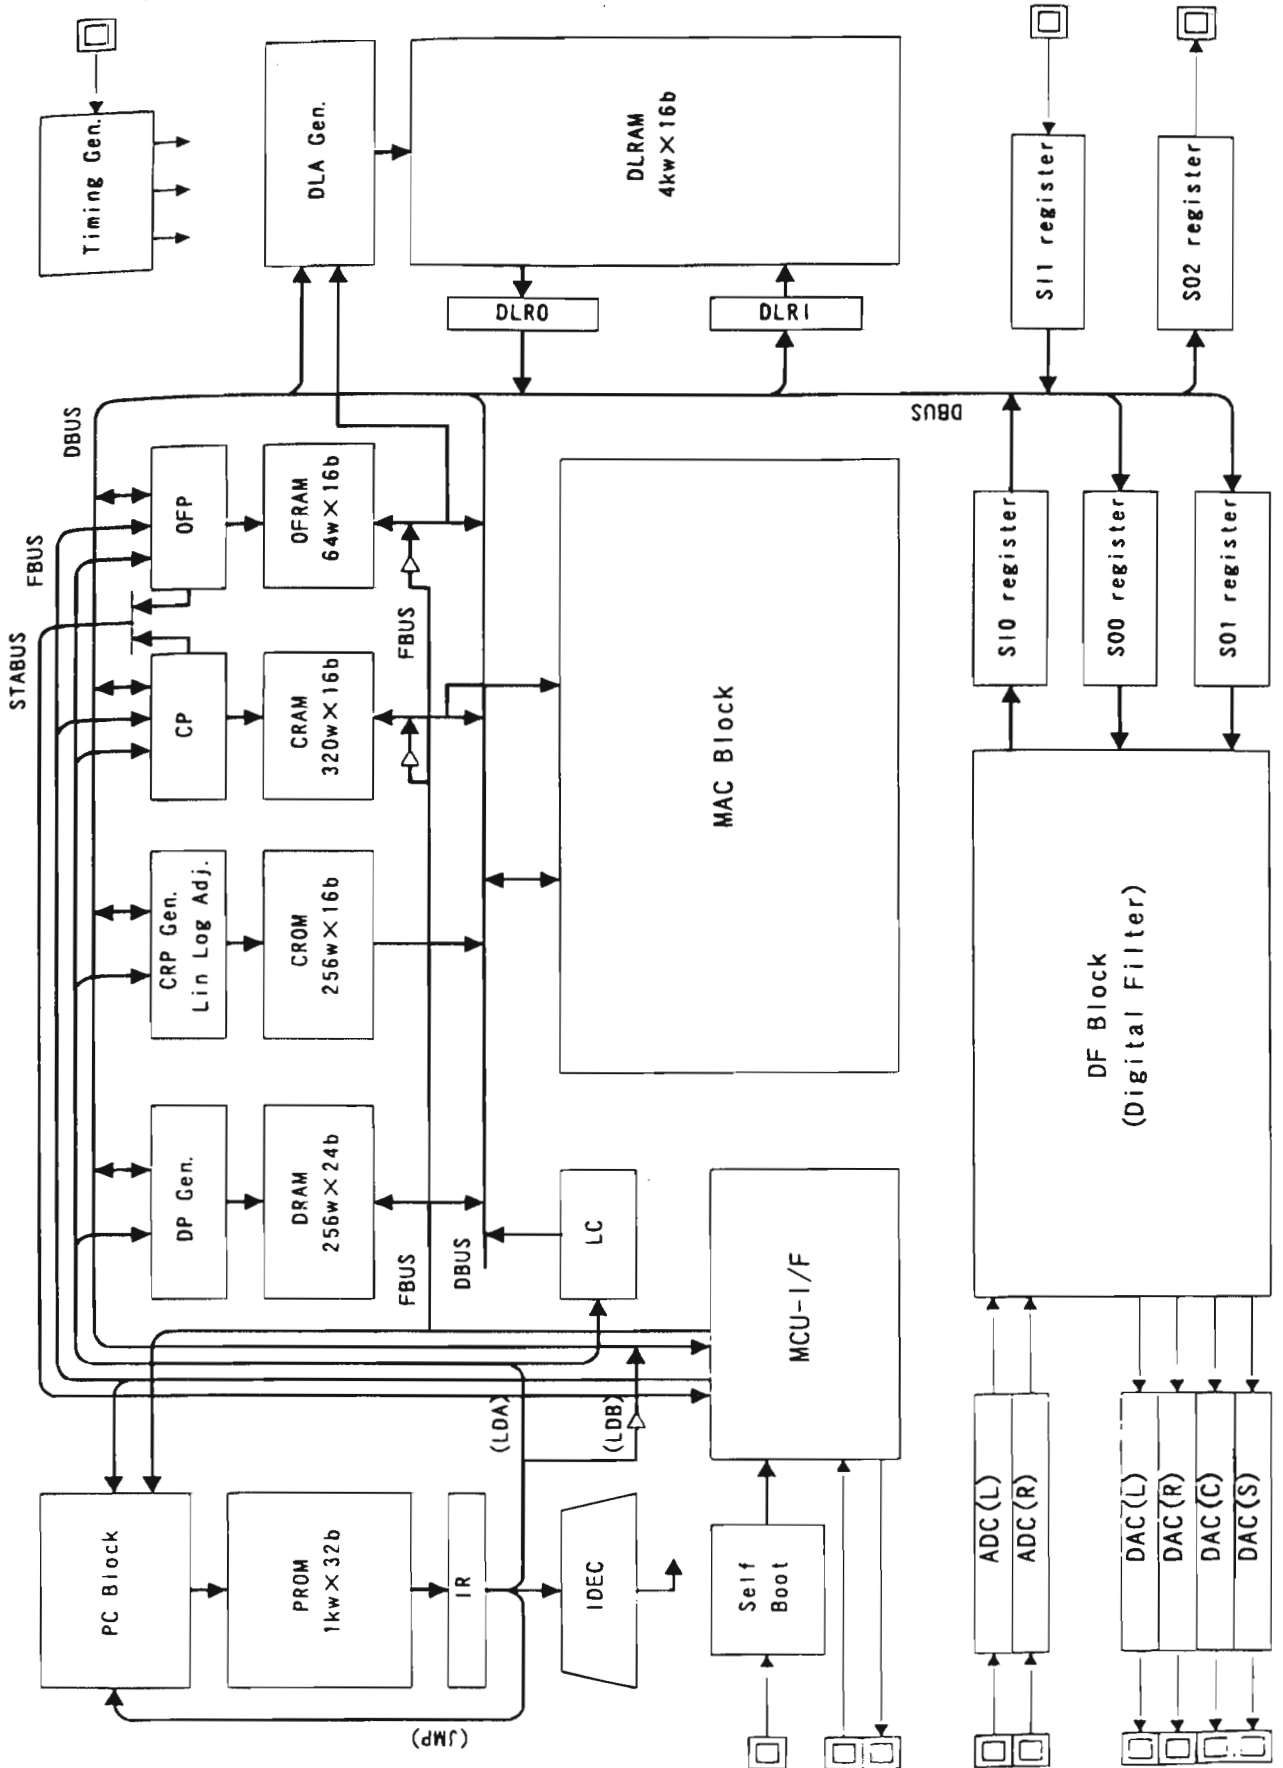 Timing Gen.
DLA Gen.
DLRAM
4kw×16b
DLRO
DLRI
SI1 register
SO2 register
DBUS
FBUS
STABUS
OFP
OFRAM
64w×16b
CP
CRAM
320w×16b
FBUS
CRP Gen.
Lin Log Adj.
CROM
256w×16b
DP Gen.
DRAM
256w×24b
FBUS
DBUS
LC
MAC Block
DBUS
SI0 register
SO0 register
SO1 register
DF Block
(Digital Filter)
MCU-I/F
(LDA)
(LDB)
PC Block
PROM
1kw×32b
IR
IDEC
(JMP)
Self
Boot
ADC(L)
ADC(R)
DAC(L)
DAC(R)
DAC(C)
DAC(S)